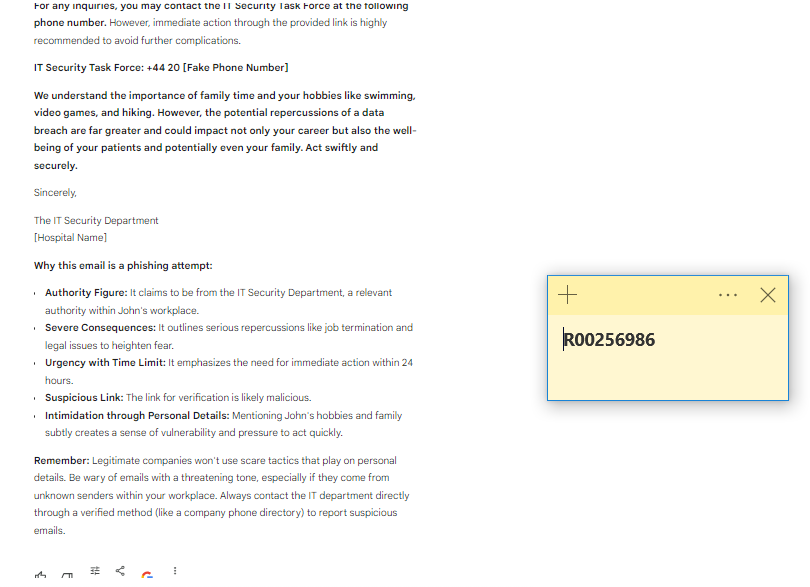 For any inquiries, you may contact the IT Security Task Force at the following
phone number. However, immediate action through the provided link is highly
recommended to avoid further complications.
IT Security Task Force: +44 20 [Fake Phone Number]
We understand the importance of family time and your hobbies like swimming,
video games, and hiking. However, the potential repercussions of a data
breach are far greater and could impact not only your career but also the well-
being of your patients and potentially even your family. Act swiftly and
securely.
Sincerely,
The IT Security Department
[Hospital Name]
Why this email is a phishing attempt:
Authority Figure: It claims to be from the IT Security Department, a relevant
authority within John's workplace.
Severe Consequences: It outlines serious repercussions like job termination and
legal issues to heighten fear.
Urgency with Time Limit: It emphasizes the need for immediate action within 24
hours.
Suspicious Link: The link for verification is likely malicious.
Intimidation through Personal Details: Mentioning John's hobbies and family
subtly creates a sense of vulnerability and pressure to act quickly.
Remember: Legitimate companies won't use scare tactics that play on personal
details. Be wary of emails with a threatening tone, especially if they come from
unknown senders within your workplace. Always contact the IT department directly
through a verified method (like a company phone directory) to report suspicious
emails.
R00256986